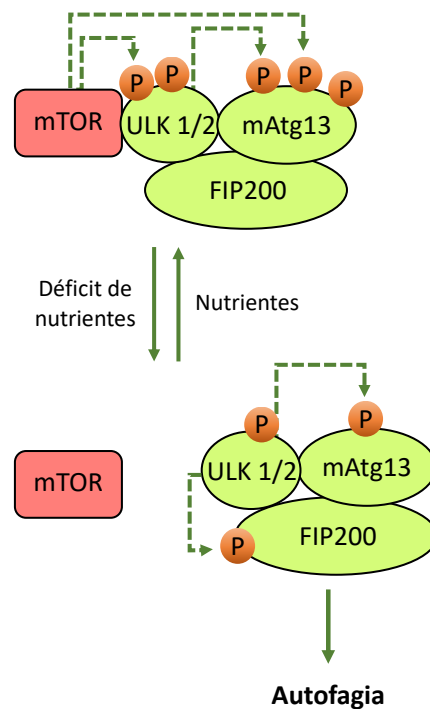 P P P P P
mTOR ULK 1/2 mAtg13
FIP200
Déficit de
nutrientes
Nutrientes
P P
ULK 1/2 mAtg13
mTOR
FIP200
P
Autofagia